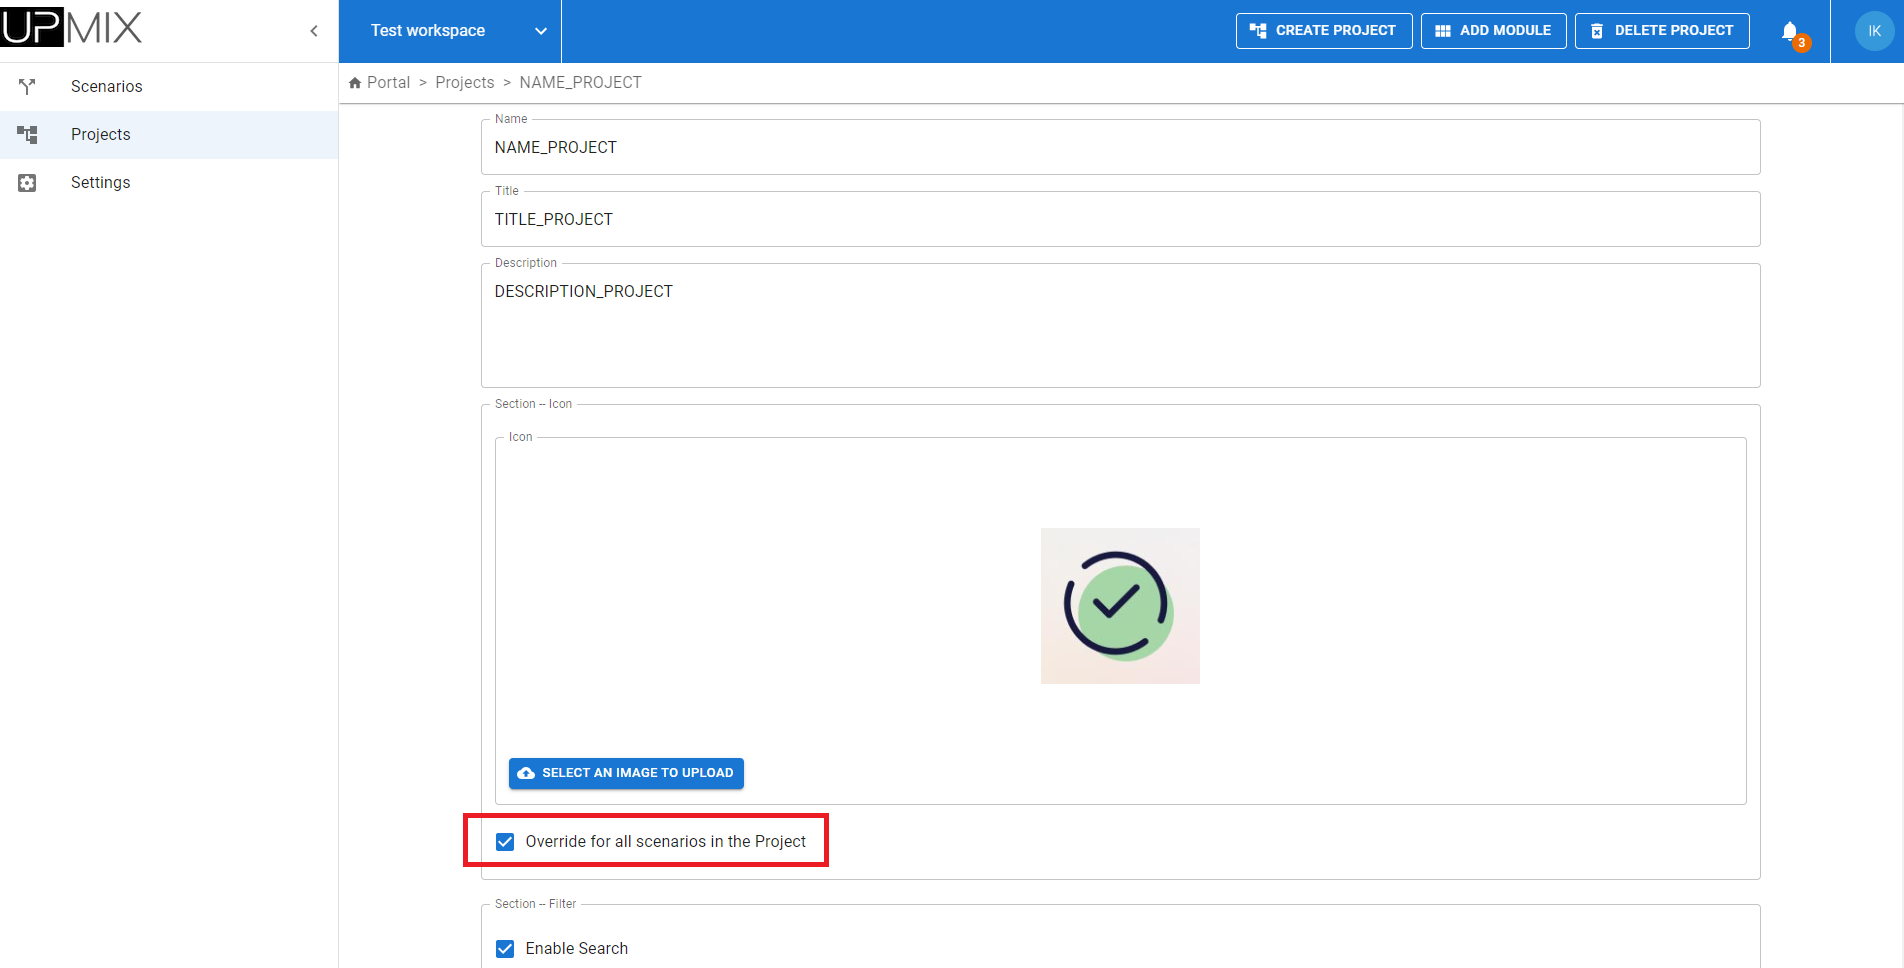 UPMIX
Test workspace
CREATE PROJECT
ADD MODULE
DELETE PROJECT
3
IK
Scenarios
Projects
Settings
Portal > Projects > NAME_PROJECT
Name
NAME_PROJECT
Title
TITLE_PROJECT
Description
DESCRIPTION_PROJECT
Section -- Icon
Icon
SELECT AN IMAGE TO UPLOAD
Override for all scenarios in the Project
Section -- Filter
Enable Search